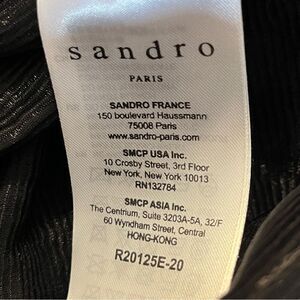 sandro
PARIS
SANDRO FRANCE
150 boulevard Haussmann
75008 Paris
www.sandro-paris.com
SMCP USA Inc.
10 Crosby Street, 3rd Floor
New York, New York 10013
RN132784
SMCP ASIA Inc.
The Centrium, Suite 3203A-5A, 32/F
60 Wyndham Street, Central
HONG-KONG
R20125E-20